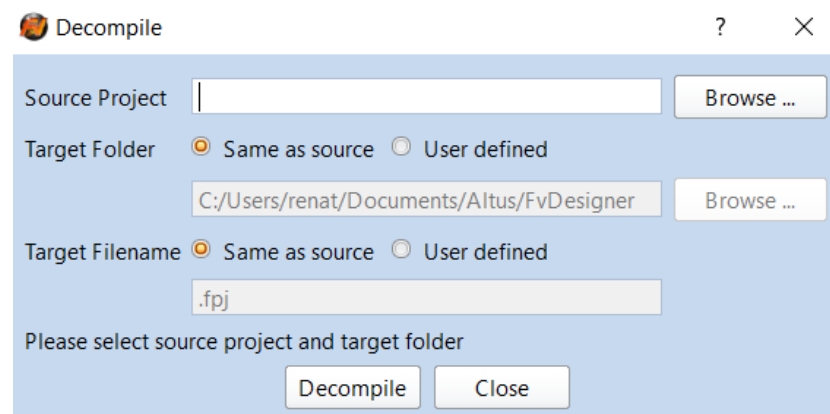 Decompile ?
Source Project Browse ...
Target Folder Same as source User defined
C:/Users/renat/Documents/Altus/FvDesigner Browse ...
Target Filename Same as source User defined
.fpj
Please select source project and target folder
Decompile Close